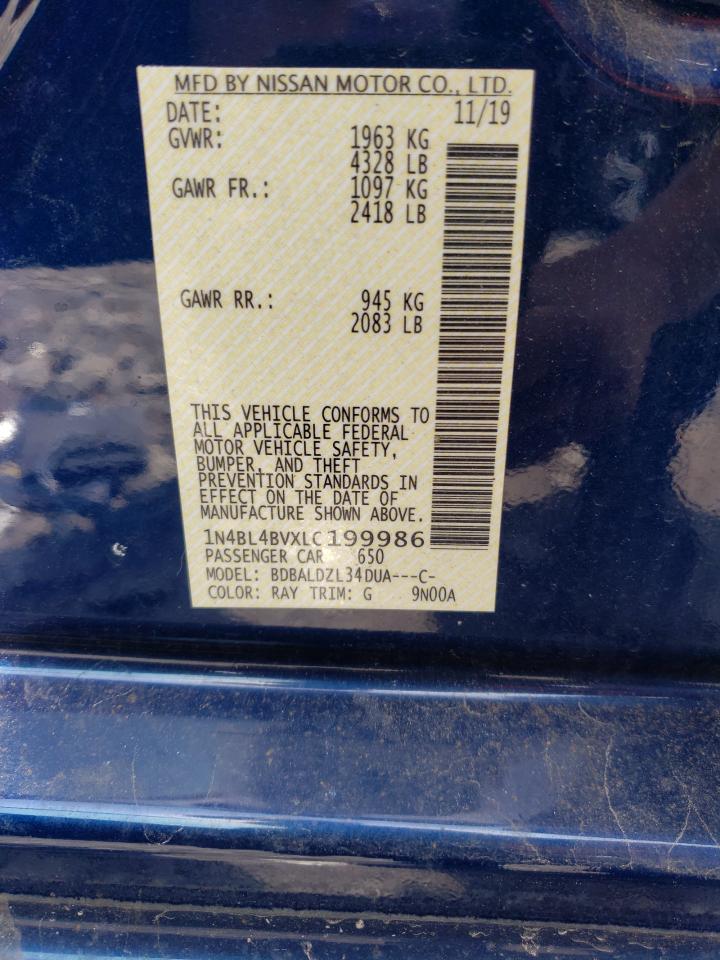 MFD BY NISSAN MOTOR CO., LTD.
DATE: 11/19
GVWR: 1963 KG
4328 LB
GAWR FR.: 1097 KG
2418 LB
GAWR RR.: 945 KG
2083 LB
THIS VEHICLE CONFORMS TO
ALL APPLICABLE FEDERAL
MOTOR VEHICLE SAFETY,
BUMPER, AND THEFT
PREVENTION STANDARDS IN
EFFECT ON THE DATE OF
MANUFACTURE SHOWN ABOVE.
1N4BL4BVXLC199986
PASSENGER CAR 650
MODEL: BDBALDZL34DUA---C-
COLOR: RAY TRIM: G 9N00A